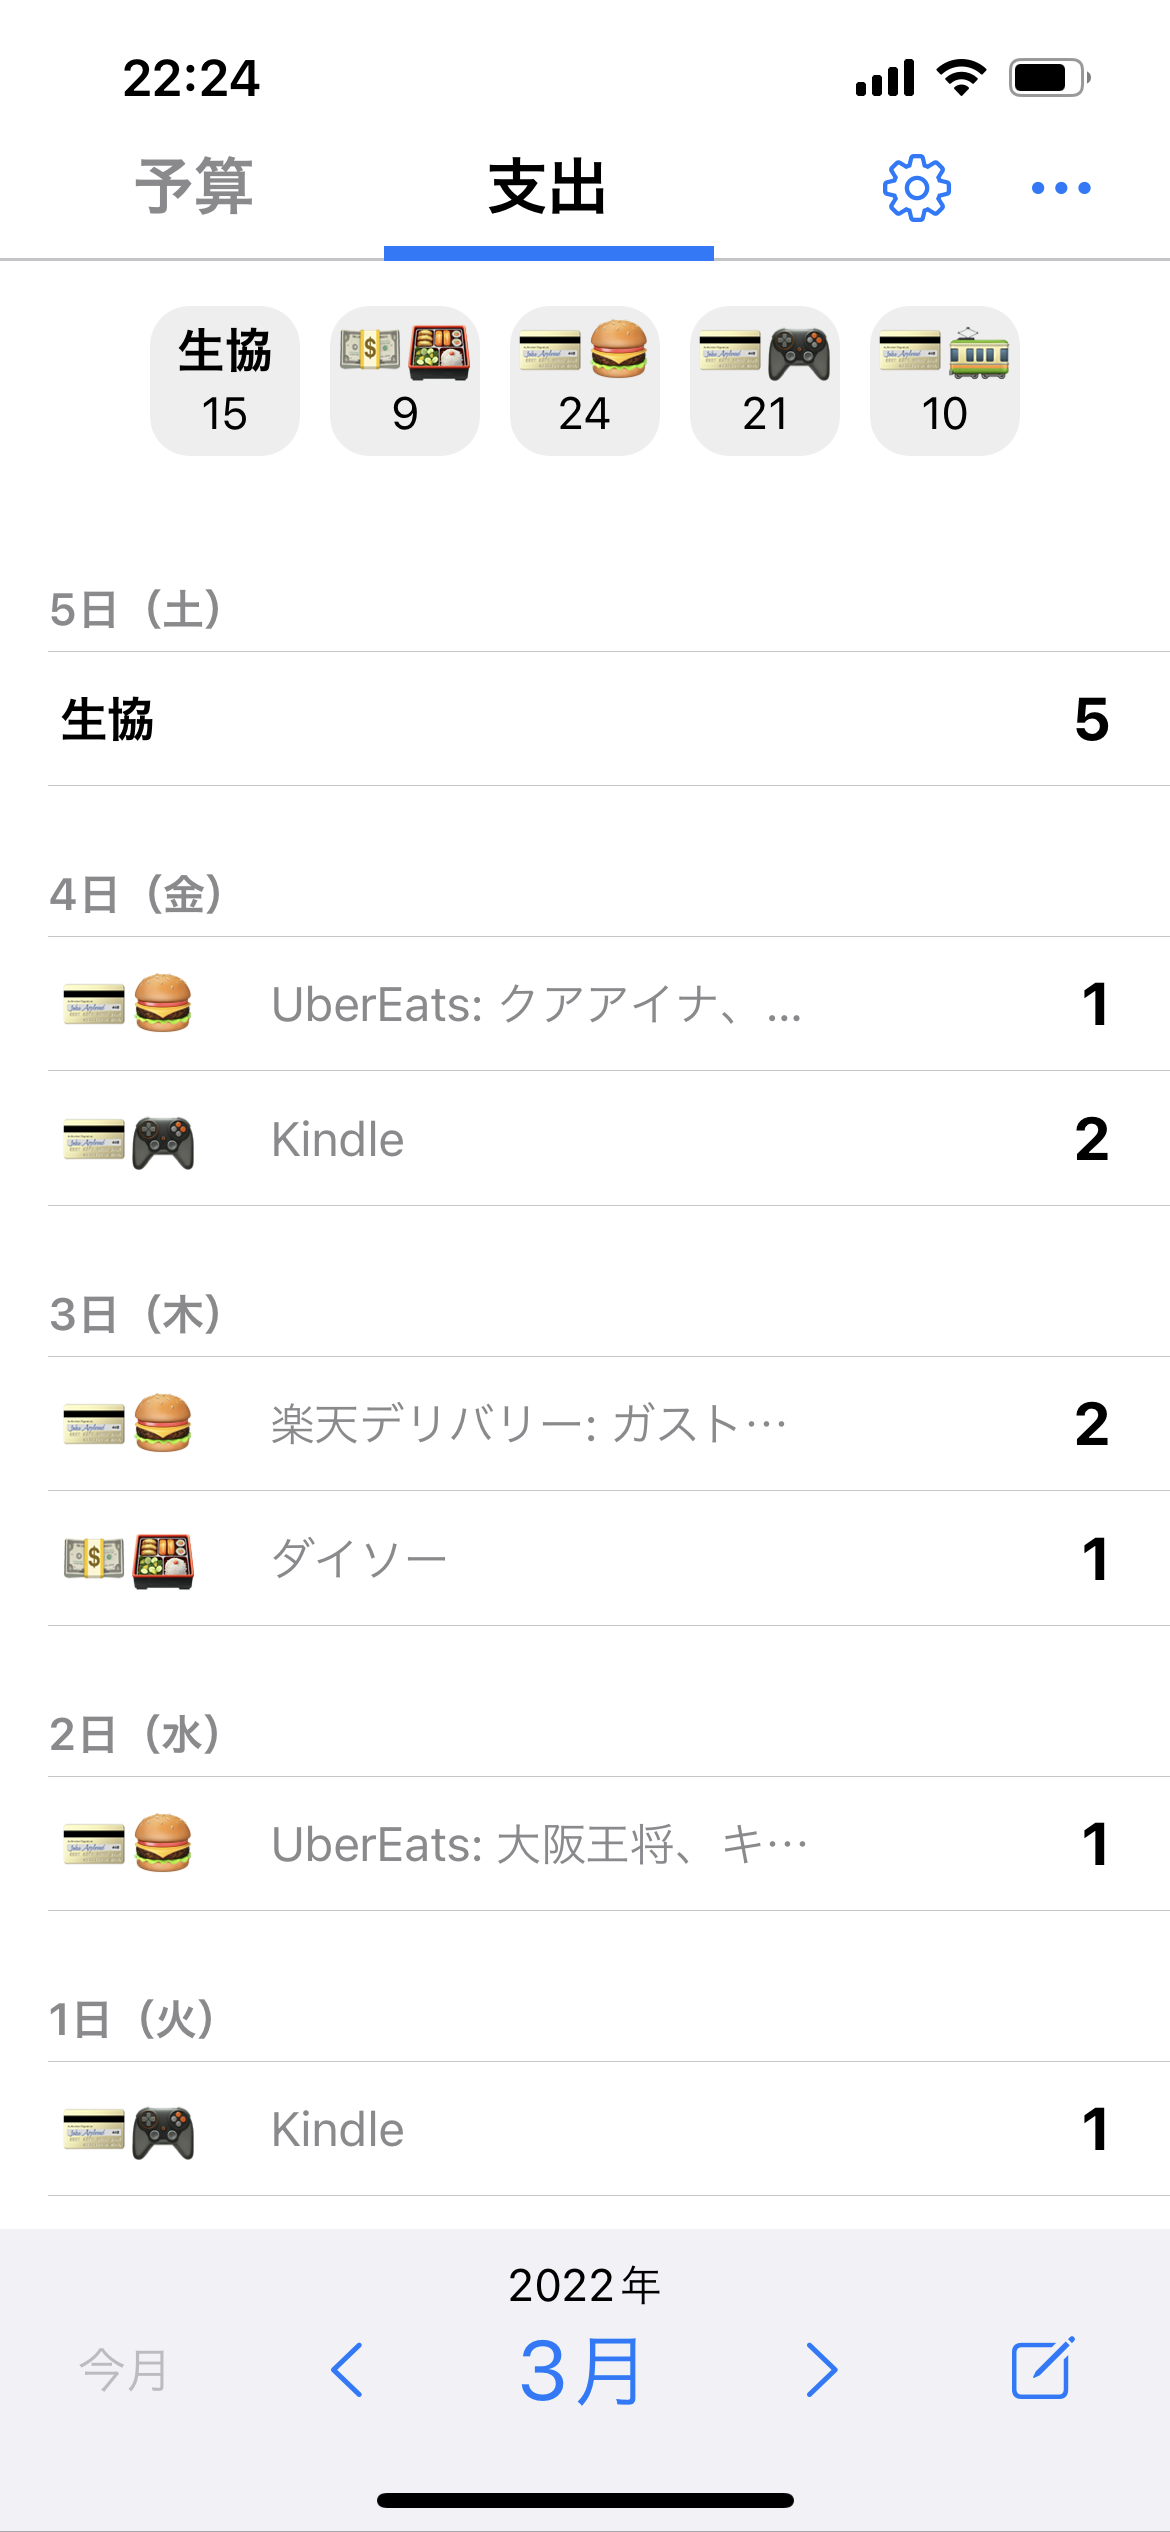 22:24
予算 支出
生協
15 9 24 21 10
5日（土）
生協 5
4日（金）
UberEats: クアアイナ、... 1
Kindle 2
3日（木）
楽天デリバリー: ガスト… 2
ダイソー 1
2日（水）
UberEats: 大阪王将、キ… 1
1日（火）
Kindle 1
2022年
今月 3月